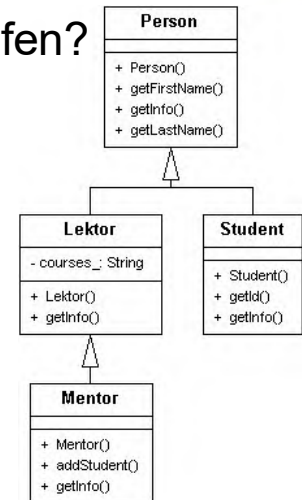 fen?
Person
+ Person()
+ getFirstName()
+ getInfo()
+ getLastName()
Lektor
- courses_: String
+ Lektor()
+ getInfo()
Student
+ Student()
+ getId()
+ getInfo()
Mentor
+ Mentor()
+ addStudent()
+ getInfo()